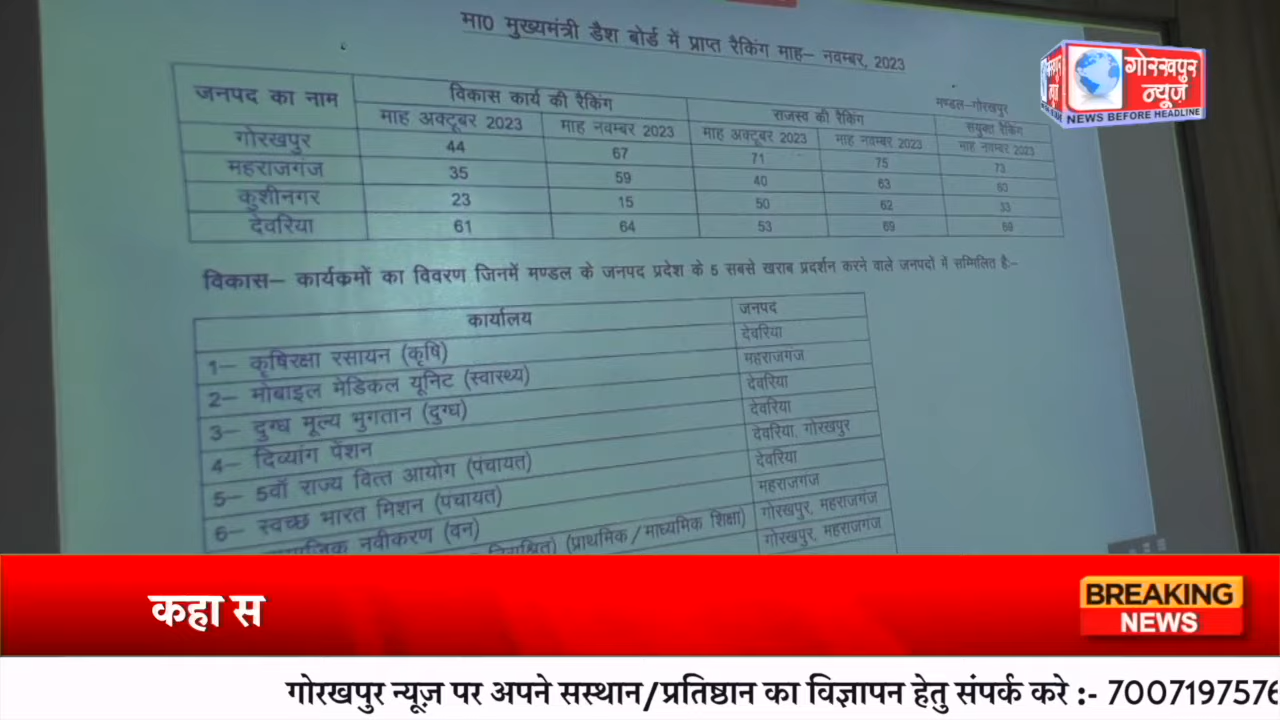 मा0 मुख्यमंत्री डैश बोर्ड में प्राप्त रैकिंग माह– नवम्बर, 2023
गोरखपुर
न्यूज़
NEWS BEFORE HEADLINE
मण्डल–गोरखपुर
जनपद का नाम विकास कार्य की रैकिंग राजस्व की रैकिंग संयुक्त रैकिंग
माह अक्टूबर 2023 माह नवम्बर 2023 माह अक्टूबर 2023 माह नवम्बर 2023 माह नवम्बर 2023
गोरखपुर 44 67 71 75 73
महराजगंज 35 59 40 63 60
कुशीनगर 23 15 50 62 33
देवरिया 61 64 53 69 69
विकास– कार्यक्रमों का विवरण जिनमें मण्डल के जनपद प्रदेश के 5 सबसे खराब प्रदर्शन करने वाले जनपदो में सम्मिलित है:–
कार्यालय जनपद
1– कृषिरक्षा रसायन (कृषि) देवरिया
2– मोबाइल मेडिकल यूनिट (स्वास्थ्य) महराजगंज
3– दुग्ध मूल्य भुगतान (दुग्ध) देवरिया
4– दिव्यांग पेंशन देवरिया
5– 5वॉ राज्य वित्त आयोग (पंचायत) देवरिया, गोरखपुर
6– स्वच्छ भारत मिशन (पंचायत) देवरिया
नवीकरण (वन) महराजगंज
(प्राथमिक / माध्यमिक शिक्षा) गोरखपुर, महराजगंज
गोरखपुर, महराजगंज
कहा स
BREAKING
NEWS
गोरखपुर न्यूज़ पर अपने सस्थान/प्रतिष्ठान का विज्ञापन हेतु संपर्क करे :- 7007197576